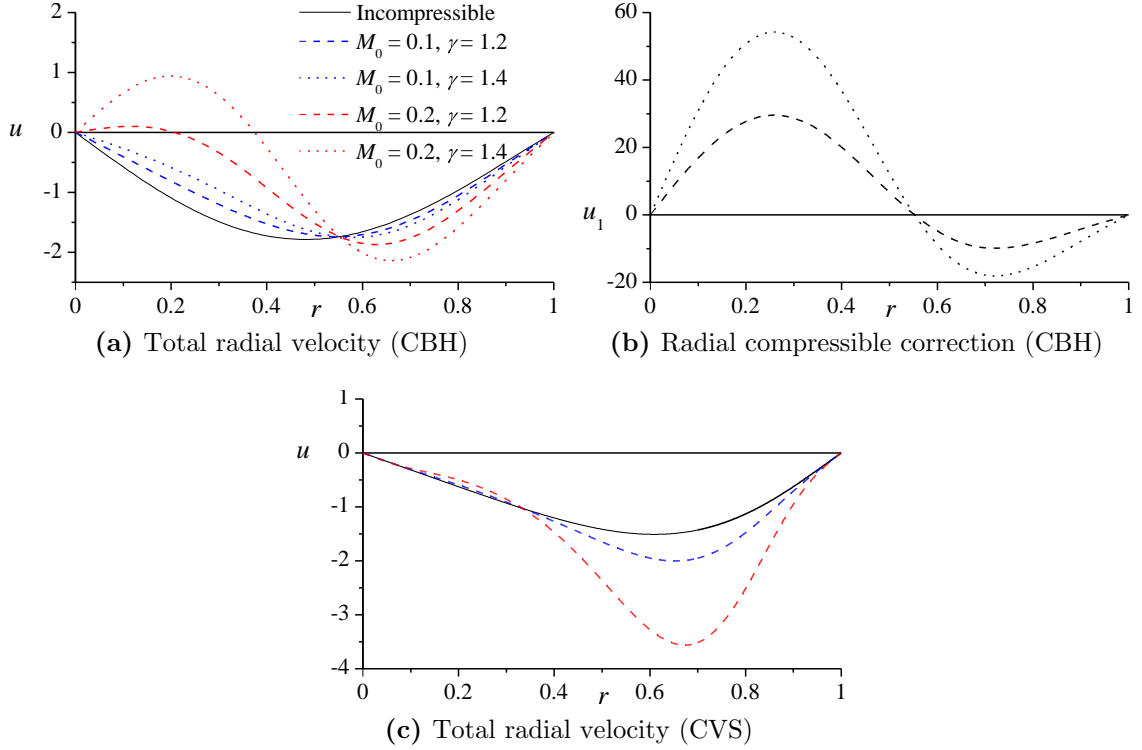 2
1
0
-1
-2
u
0
0.2
0.4
0.6
0.8
1
r
Incompressible
M0 = 0.1, γ = 1.2
M0 = 0.1, γ = 1.4
M0 = 0.2, γ = 1.2
M0 = 0.2, γ = 1.4
(a) Total radial velocity (CBH)
60
40
20
0
-20
u1
0
0.2
0.4
0.6
0.8
1
r
(b) Radial compressible correction (CBH)
1
0
-1
-2
-3
-4
u
0
0.2
0.4
0.6
0.8
1
r
(c) Total radial velocity (CVS)